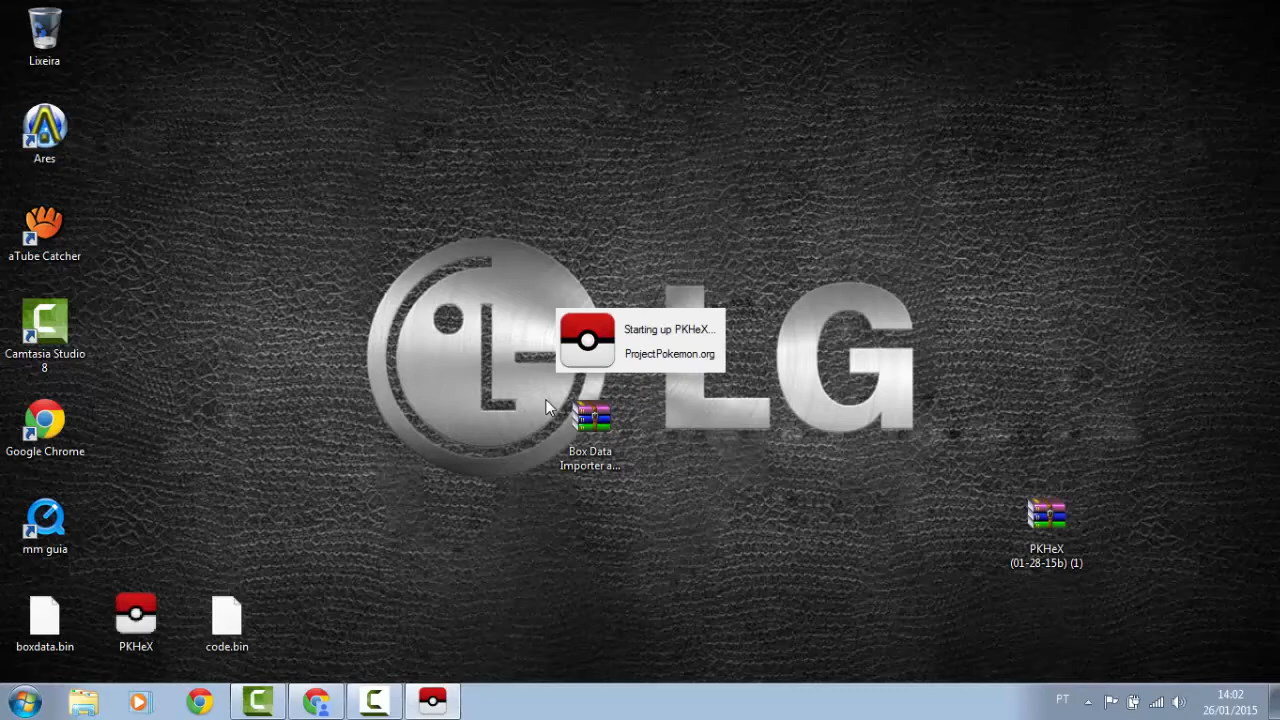 Lixeira
Ares
aTube Catcher
Camtasia Studio
8
Google Chrome
mm guia
boxdata.bin
PKHeX
code.bin
LG
Starting up PKHeX...
ProjectPokemon.org
Box Data
Importer a...
PKHeX
(01-28-15b) (1)
PT
14:02
26/01/2015